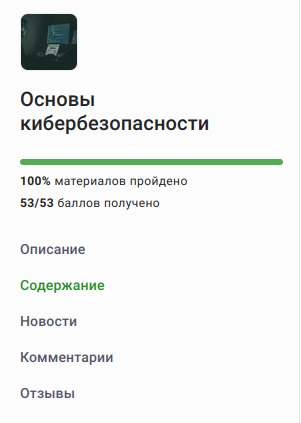 Основы
кибербезопасности
100% материалов пройдено
53/53 баллов получено
Описание
Содержание
Новости
Комментарии
Отзывы